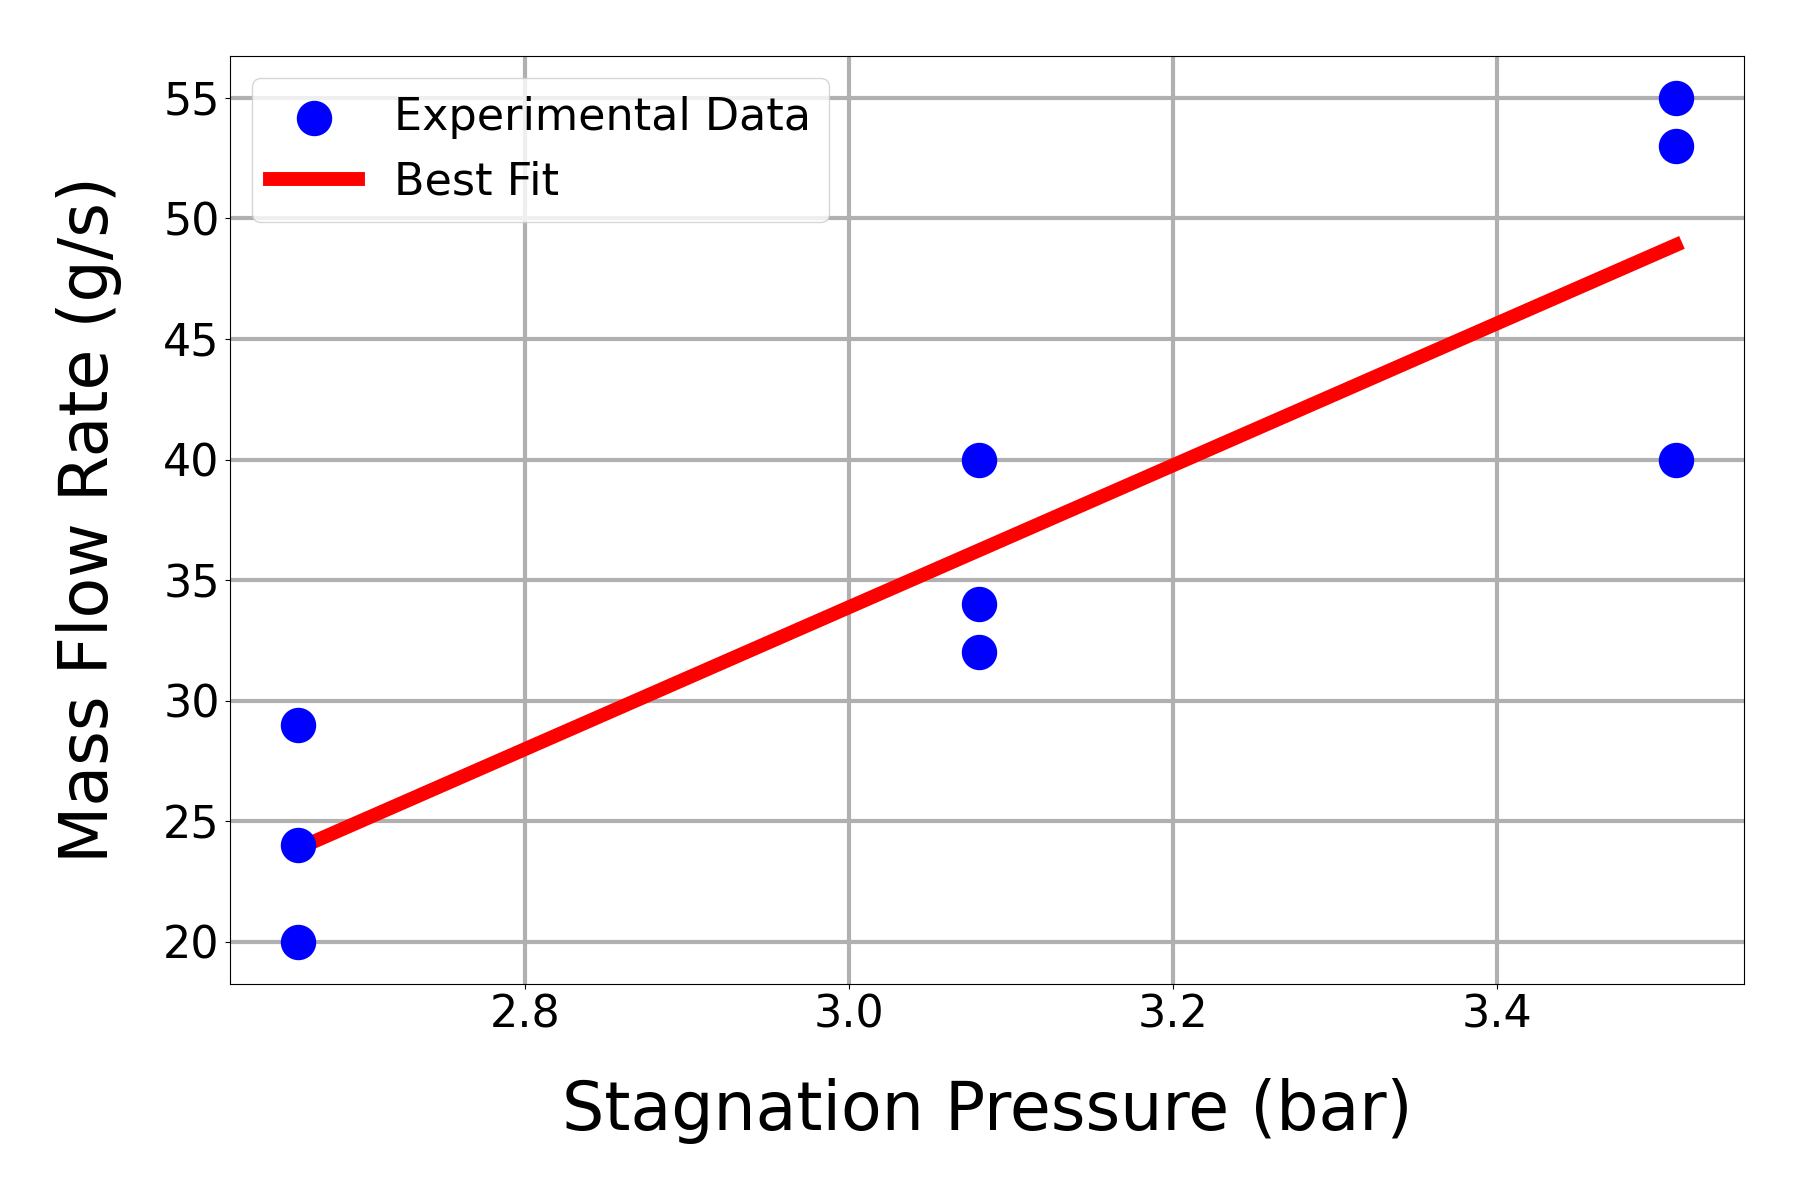 Experimental Data
Best Fit
Mass Flow Rate (g/s)
55
50
45
40
35
30
25
20
2.8 3.0 3.2 3.4
Stagnation Pressure (bar)